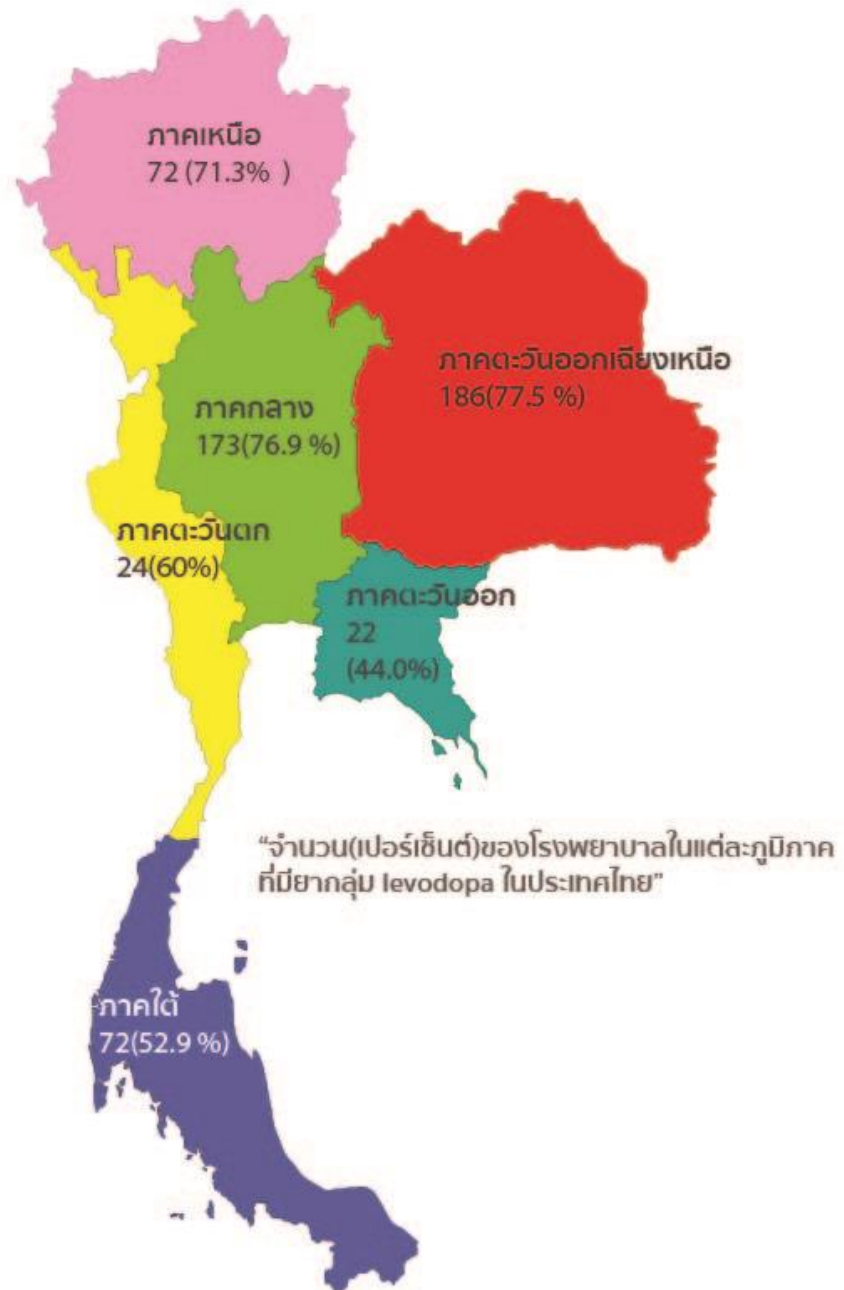 ภาคเหนือ
72 (71.3% )
ภาคตะวันออกเฉียงเหนือ
186(77.5 %)
ภาคกลาง
173(76.9 %)
ภาคตะวันตก
24(60%)
ภาคตะวันออก
22
(44.0%)
“จำนวน(เปอร์เซ็นต์)ของโรงพยาบาลในแต่ละภูมิภาค
ที่มียากลุ่ม levodopa ในประเทศไทย”
ภาคใต้
72(52.9 %)